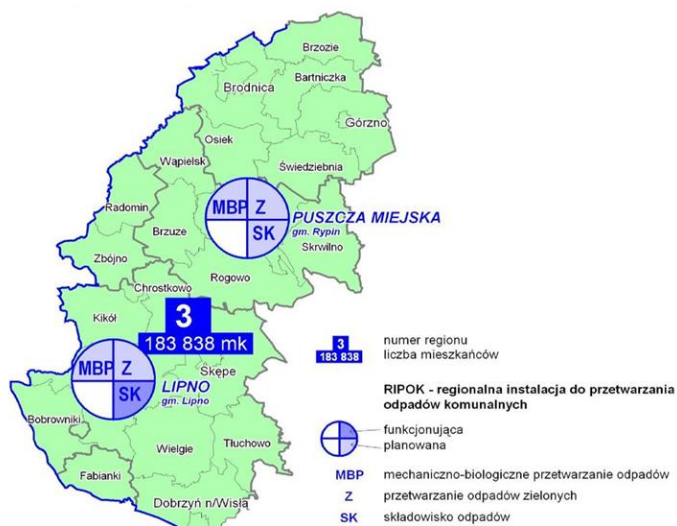 Brzozie
Bartniczka
Brodnica
Górzno
Osiek
Wąpielsk
Świedziebnia
Radomin
MBP Z
SK
PUSZCZA MIEJSKA
gm. Rypin
Brzuze
Skrwilno
Zbójno
Rogowo
Chrostkowo
Kikół
3
183 838 mk
MBP Z
SK
Skępe
LIPNO
gm. Lipno
Bobrowniki
Tłuchowo
Wielgie
Fabianki
Dobrzyń n/Wisłą
3
183 838
numer regionu
liczba mieszkańców
RIPOK - regionalna instalacja do przetwarzania
odpadów komunalnych
funkcjonująca
planowana
MBP mechaniczno-biologiczne przetwarzanie odpadów
Z przetwarzanie odpadów zielonych
SK składowisko odpadów